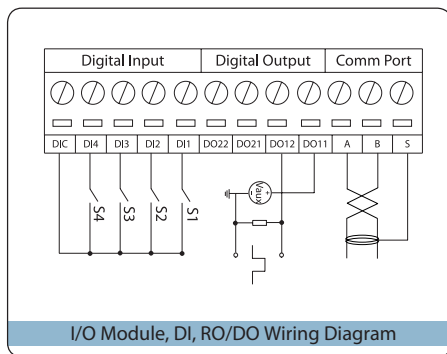 Digital Input Digital Output Comm Port
DIC DI4 DI3 DI2 DI1 DO22 DO21 DO12 DO11 A B S
S4 S3 S2 S1
- Vaux +
I/O Module, DI, RO/DO Wiring Diagram